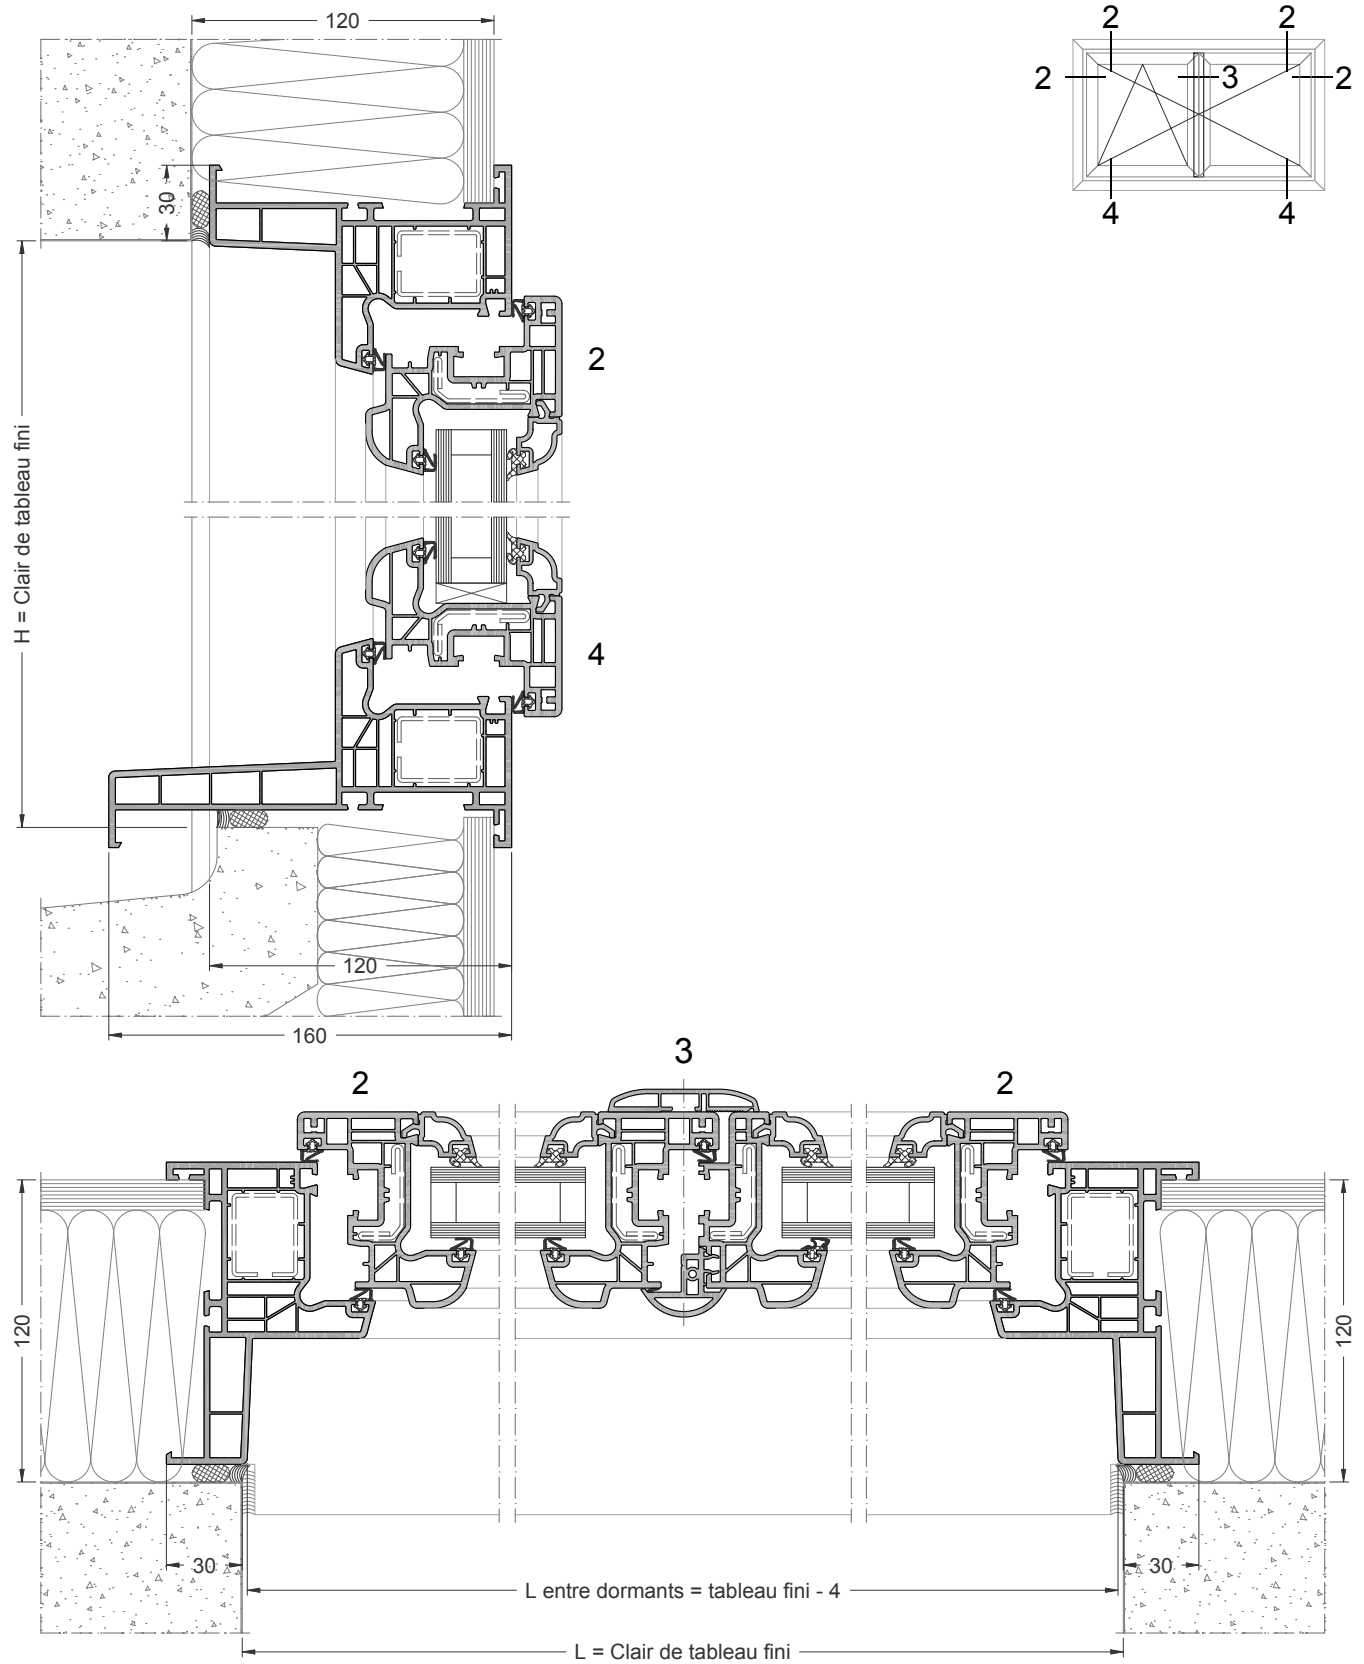 120
2 2
2 3 2
4 4
30
2
H = Clair de tableau fini
4
120
160
2 3 2
120 120
30 30
L entre dormants = tableau fini - 4
L = Clair de tableau fini